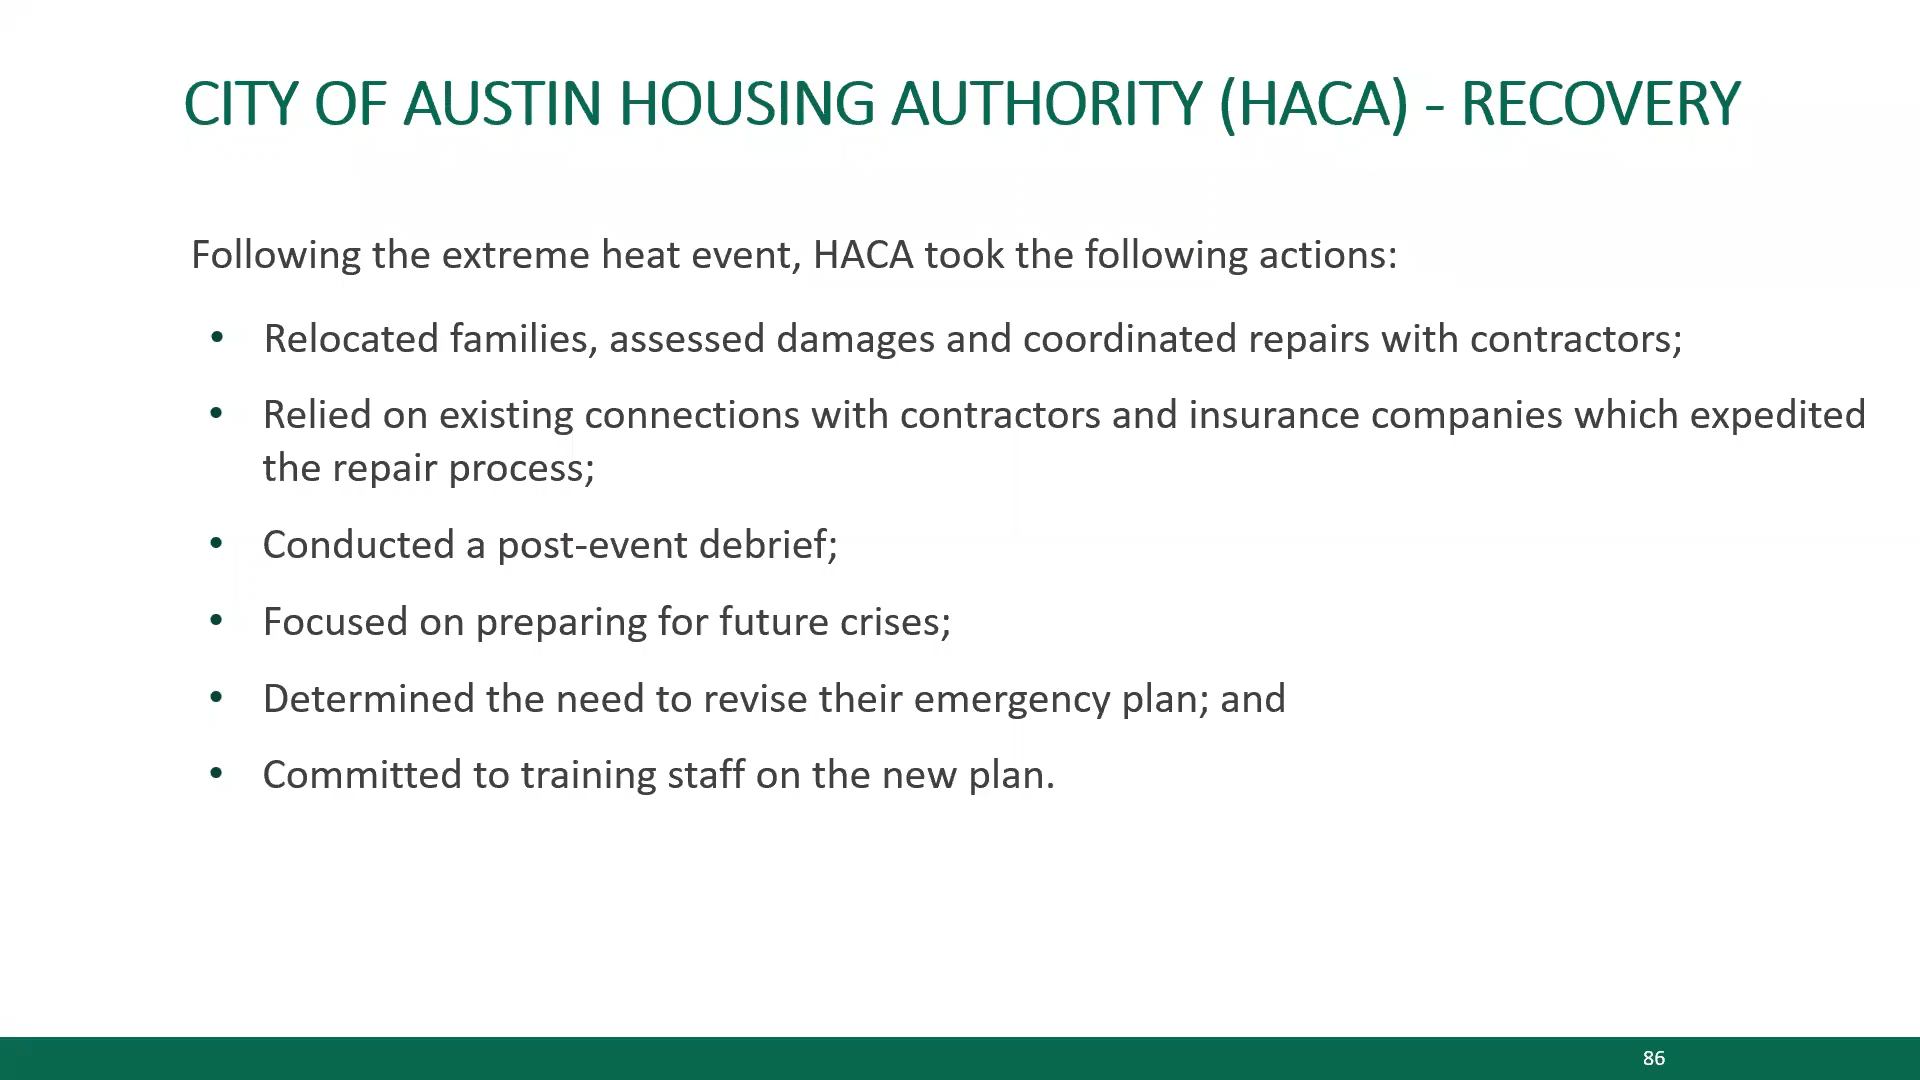 CITY OF AUSTIN HOUSING AUTHORITY (HACA) - RECOVERY
Following the extreme heat event, HACA took the following actions:
• Relocated families, assessed damages and coordinated repairs with contractors;
• Relied on existing connections with contractors and insurance companies which expedited
the repair process;
• Conducted a post-event debrief;
• Focused on preparing for future crises;
• Determined the need to revise their emergency plan; and
• Committed to training staff on the new plan.
86